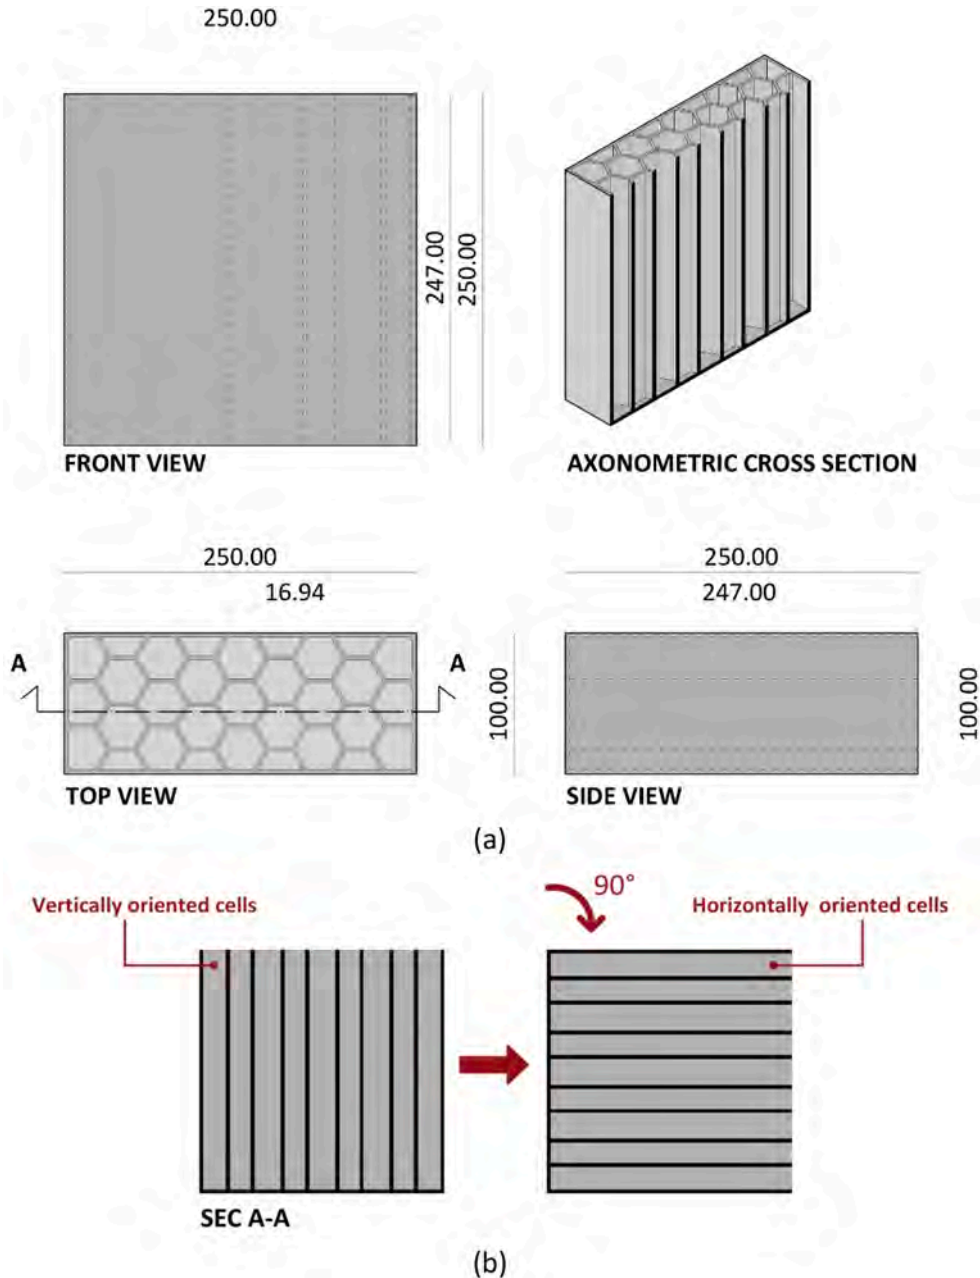 250.00
247.00
250.00
FRONT VIEW
AXONOMETRIC CROSS SECTION
250.00
16.94
A
A
100.00
TOP VIEW
250.00
247.00
100.00
SIDE VIEW
(a)
Vertically oriented cells
90°
Horizontally oriented cells
SEC A-A
(b)